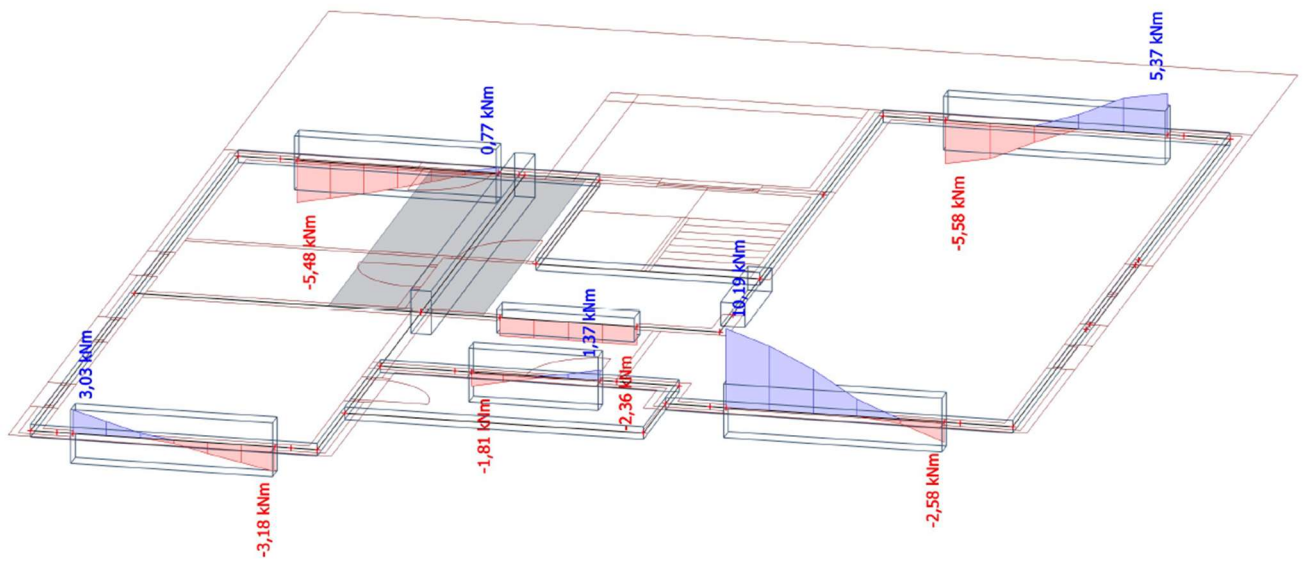 5,37 kNm
0,77 kNm
-5,58 kNm
-5,48 kNm
10,19 kNm
1,37 kNm
3,03 kNm
-2,36 kNm
-1,81 kNm
-2,58 kNm
-3,18 kNm